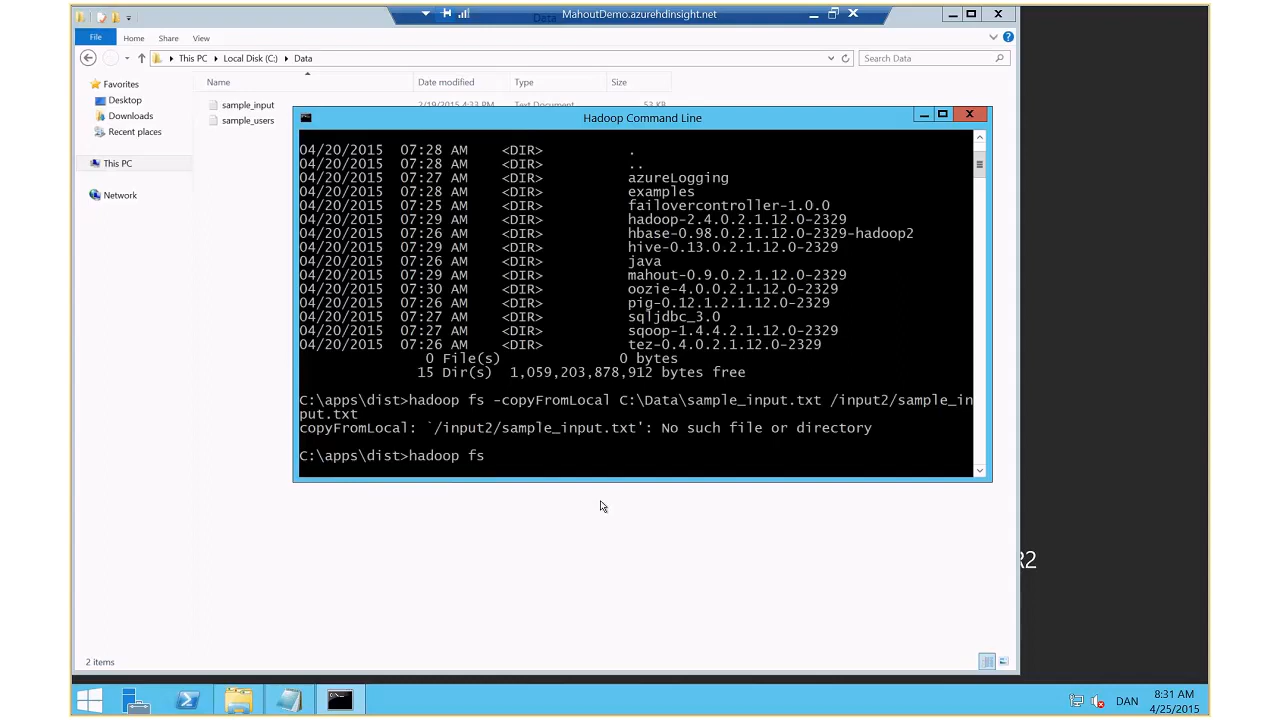 Data
MahoutDemo.azurehdinsight.net
File Home Share View
This PC Local Disk (C:) Data
Search Data
Name Date modified Type Size
Favorites
Desktop
Downloads
Recent places
This PC
Network
sample_input 2/19/2015 4:33 PM Text Document 53 KB
sample_users
Hadoop Command Line
04/20/2015 07:28 AM <DIR> .
04/20/2015 07:28 AM <DIR> ..
04/20/2015 07:27 AM <DIR> azureLogging
04/20/2015 07:28 AM <DIR> examples
04/20/2015 07:25 AM <DIR> failovercontroller-1.0.0
04/20/2015 07:29 AM <DIR> hadoop-2.4.0.2.1.12.0-2329
04/20/2015 07:26 AM <DIR> hbase-0.98.0.2.1.12.0-2329-hadoop2
04/20/2015 07:29 AM <DIR> hive-0.13.0.2.1.12.0-2329
04/20/2015 07:26 AM <DIR> java
04/20/2015 07:29 AM <DIR> mahout-0.9.0.2.1.12.0-2329
04/20/2015 07:30 AM <DIR> oozie-4.0.0.2.1.12.0-2329
04/20/2015 07:26 AM <DIR> pig-0.12.1.2.1.12.0-2329
04/20/2015 07:27 AM <DIR> sqljdbc_3.0
04/20/2015 07:26 AM <DIR> sqoop-1.4.4.2.1.12.0-2329
04/20/2015 07:26 AM <DIR> tez-0.4.0.2.1.12.0-2329
0 File(s) 0 bytes
15 Dir(s) 1,059,203,878,912 bytes free
C:\apps\dist>hadoop fs -copyFromLocal C:\Data\sample_input.txt /input2/sample_in
put.txt
copyFromLocal: `/input2/sample_input.txt': No such file or directory
C:\apps\dist>hadoop fs
R2
2 items
DAN
8:31 AM
4/25/2015